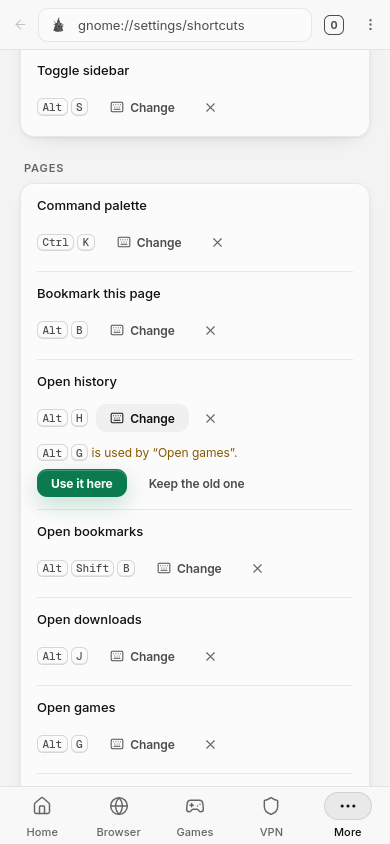 gnome://settings/shortcuts
0
Toggle sidebar
Alt S Change
PAGES
Command palette
Ctrl K Change
Bookmark this page
Alt B Change
Open history
Alt H Change
Alt G is used by “Open games”.
Use it here Keep the old one
Open bookmarks
Alt Shift B Change
Open downloads
Alt J Change
Open games
Alt G Change
Home Browser Games VPN More